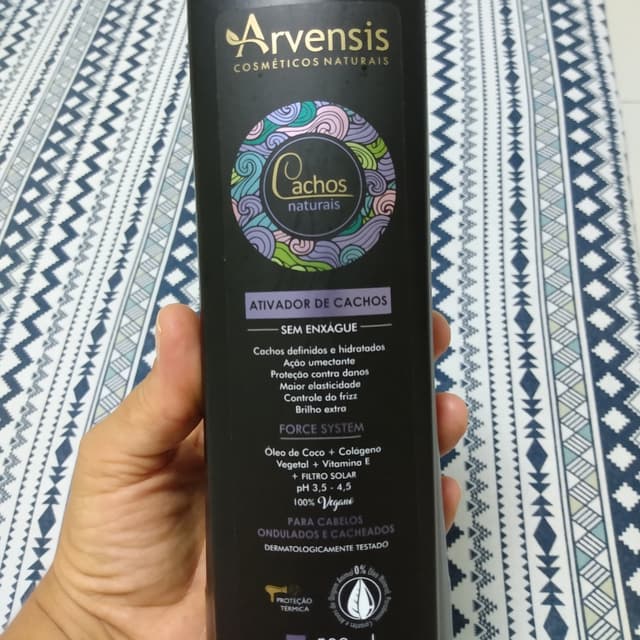 Arvensis
COSMÉTICOS NATURAIS
Cachos
naturais
ATIVADOR DE CACHOS
SEM ENXÁGUE
Cachos definidos e hidratados
Ação umectante
Proteção contra danos
Maior elasticidade
Controle do frizz
Brilho extra
FORCE SYSTEM
Óleo de Coco + Colágeno
Vegetal + Vitamina E
+ FILTRO SOLAR
pH 3,5 - 4,5
100% Vegano
PARA CABELOS
ONDULADOS E CACHEADOS
DERMATOLOGICAMENTE TESTADO
PROTEÇÃO
TÉRMICA
0%